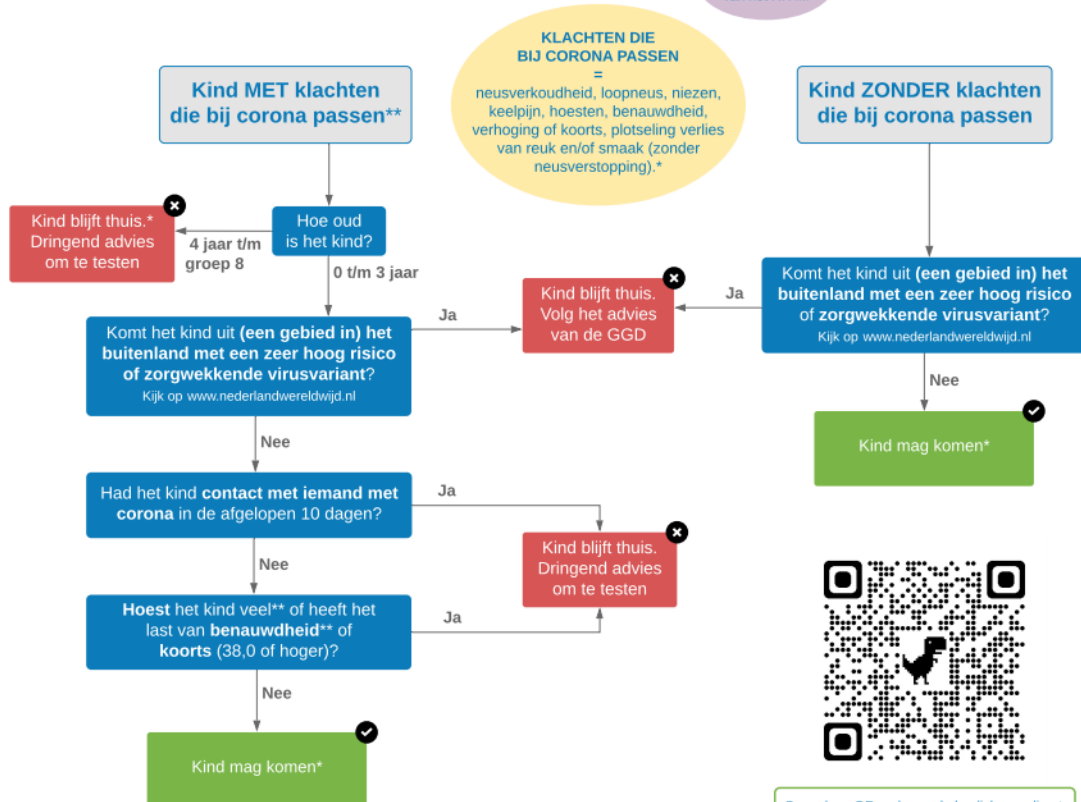 KLACHTEN DIE
BIJ CORONA PASSEN
=
neusverkoudheid, loopneus, niezen,
keelpijn, hoesten, benauwdheid,
verhoging of koorts, plotseling verlies
van reuk en/of smaak (zonder
neusverstopping).*
Kind MET klachten
die bij corona passen**
Kind ZONDER klachten
die bij corona passen
Kind blijft thuis.*
Dringend advies
om te testen
4 jaar t/m
groep 8
Hoe oud
is het kind?
0 t/m 3 jaar
Komt het kind uit (een gebied in) het
buitenland met een zeer hoog risico
of zorgwekkende virusvariant?
Kijk op www.nederlandwereldwijd.nl
Ja
Kind blijft thuis.
Volg het advies
van de GGD
Ja
Komt het kind uit (een gebied in) het
buitenland met een zeer hoog risico
of zorgwekkende virusvariant?
Kijk op www.nederlandwereldwijd.nl
Nee
Kind mag komen*
Nee
Had het kind contact met iemand met
corona in de afgelopen 10 dagen?
Ja
Kind blijft thuis.
Dringend advies
om te testen
Nee
Hoest het kind veel** of heeft het
last van benauwdheid** of
koorts (38,0 of hoger)?
Ja
Nee
Kind mag komen*